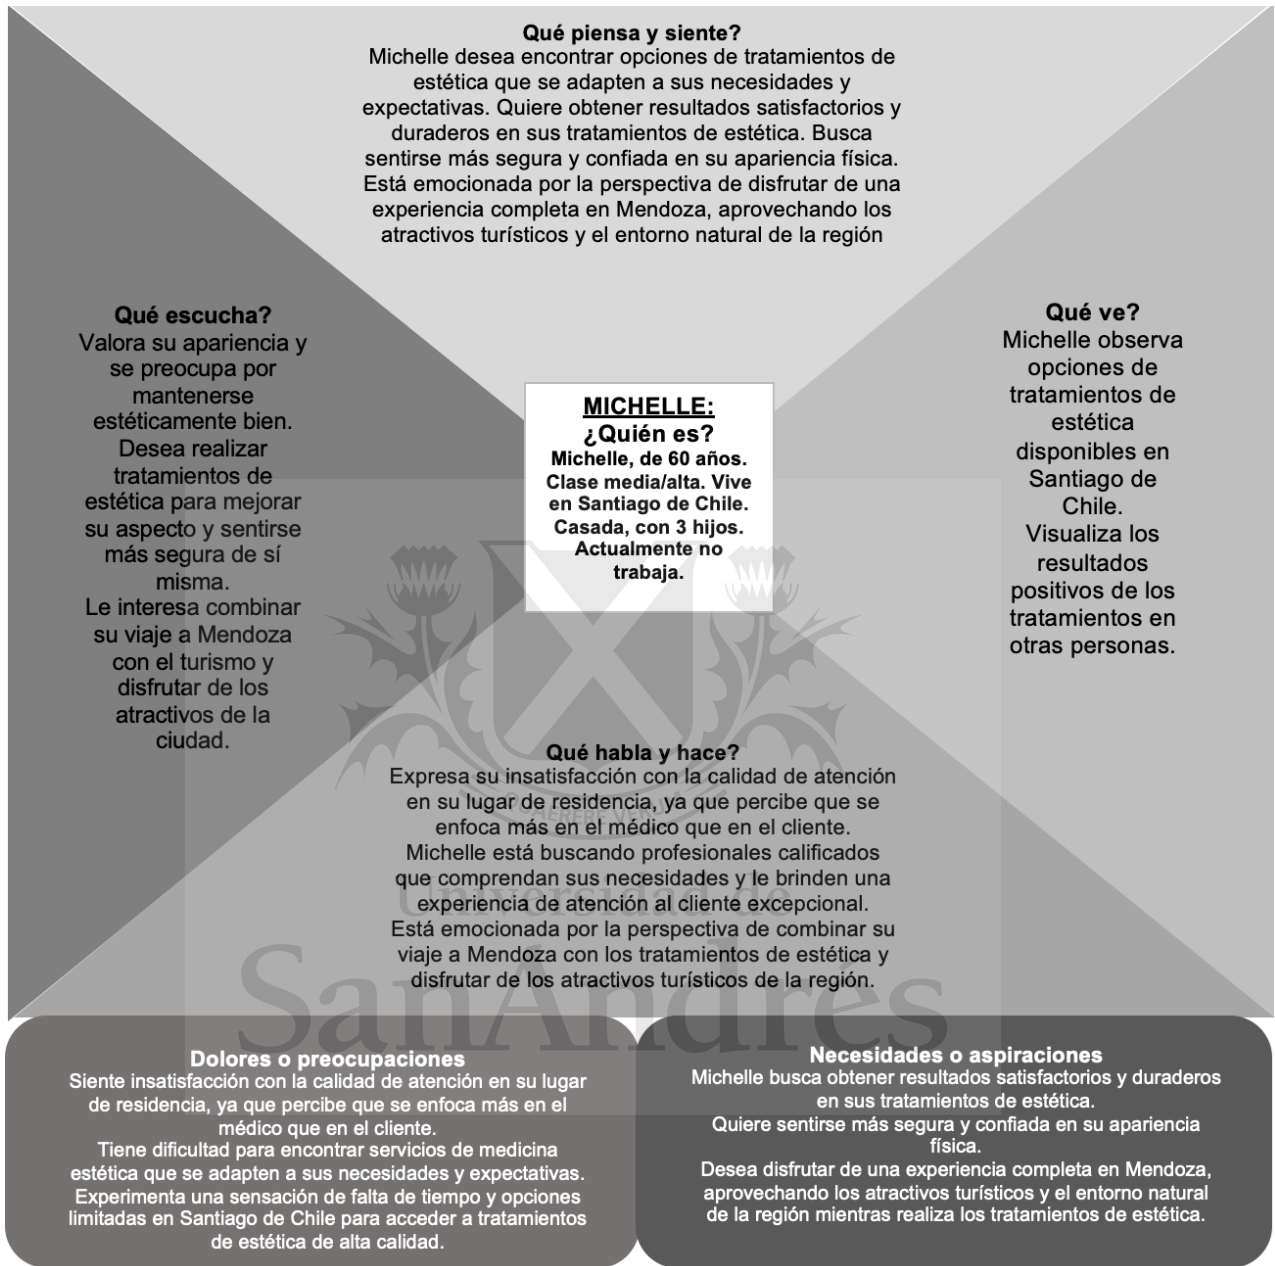 Qué piensa y siente?
Michelle desea encontrar opciones de tratamientos de
estética que se adapten a sus necesidades y
expectativas. Quiere obtener resultados satisfactorios y
duraderos en sus tratamientos de estética. Busca
sentirse más segura y confiada en su apariencia física.
Está emocionada por la perspectiva de disfrutar de una
experiencia completa en Mendoza, aprovechando los
atractivos turísticos y el entorno natural de la región
Qué escucha?
Valora su apariencia y
se preocupa por
mantenerse
estéticamente bien.
Desea realizar
tratamientos de
estética para mejorar
su aspecto y sentirse
más segura de sí
misma.
Le interesa combinar
su viaje a Mendoza
con el turismo y
disfrutar de los
atractivos de la
ciudad.
MICHELLE:
¿Quién es?
Michelle, de 60 años.
Clase media/alta. Vive
en Santiago de Chile.
Casada, con 3 hijos.
Actualmente no
trabaja.
Qué ve?
Michelle observa
opciones de
tratamientos de
estética
disponibles en
Santiago de
Chile.
Visualiza los
resultados
positivos de los
tratamientos en
otras personas.
Qué habla y hace?
Expresa su insatisfacción con la calidad de atención
en su lugar de residencia, ya que percibe que se
enfoca más en el médico que en el cliente.
Michelle está buscando profesionales calificados
que comprendan sus necesidades y le brinden una
experiencia de atención al cliente excepcional.
Está emocionada por la perspectiva de combinar su
viaje a Mendoza con los tratamientos de estética y
disfrutar de los atractivos turísticos de la región.
QUAERERE VERUM
Universidad de
SanAndrés
Dolores o preocupaciones
Siente insatisfacción con la calidad de atención en su lugar
de residencia, ya que percibe que se enfoca más en el
médico que en el cliente.
Tiene dificultad para encontrar servicios de medicina
estética que se adapten a sus necesidades y expectativas.
Experimenta una sensación de falta de tiempo y opciones
limitadas en Santiago de Chile para acceder a tratamientos
de estética de alta calidad.
Necesidades o aspiraciones
Michelle busca obtener resultados satisfactorios y duraderos
en sus tratamientos de estética.
Quiere sentirse más segura y confiada en su apariencia
física.
Desea disfrutar de una experiencia completa en Mendoza,
aprovechando los atractivos turísticos y el entorno natural
de la región mientras realiza los tratamientos de estética.